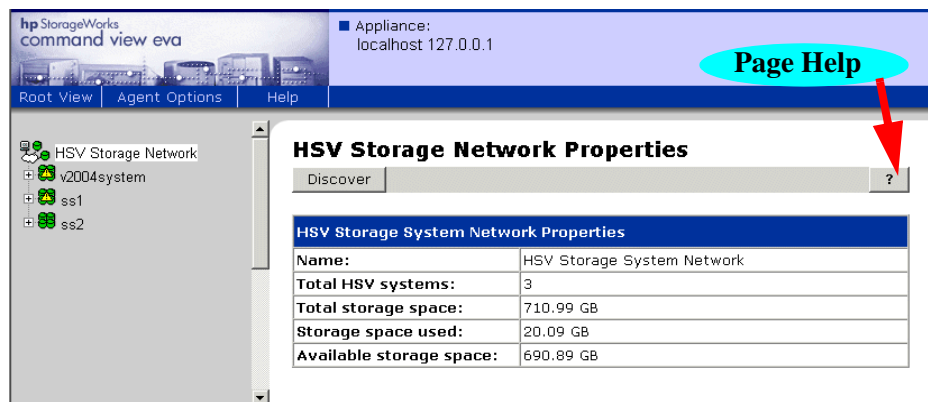 hp StorageWorks
command view eva
Appliance:
localhost 127.0.0.1
Page Help
Root View Agent Options Help
HSV Storage Network
v2004system
ss1
ss2
HSV Storage Network Properties
Discover ?
HSV Storage System Network Properties
Name: HSV Storage System Network
Total HSV systems: 3
Total storage space: 710.99 GB
Storage space used: 20.09 GB
Available storage space: 690.89 GB